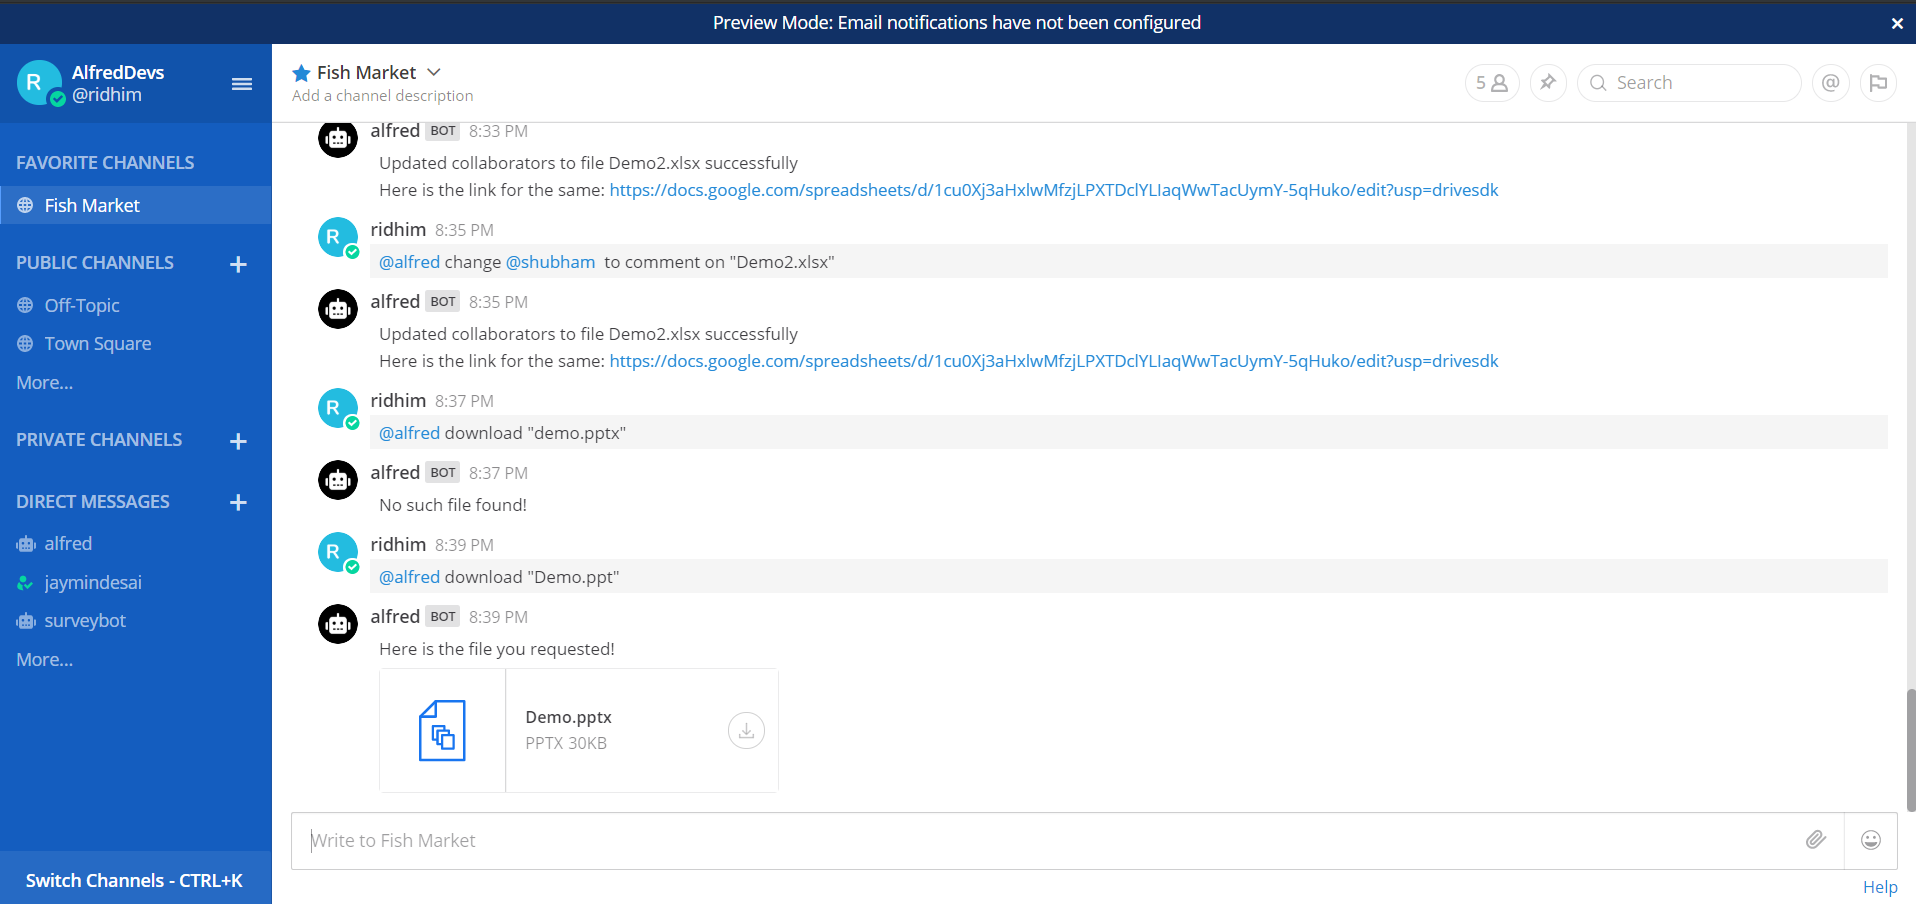 Preview Mode: Email notifications have not been configured
R
AlfredDevs
@ridhim
FAVORITE CHANNELS
Fish Market
PUBLIC CHANNELS
Off-Topic
Town Square
More...
PRIVATE CHANNELS
DIRECT MESSAGES
alfred
jaymindesai
surveybot
More...
Switch Channels - CTRL+K
Fish Market
Add a channel description
5
Search
@
alfred BOT 8:33 PM
Updated collaborators to file Demo2.xlsx successfully
Here is the link for the same: https://docs.google.com/spreadsheets/d/1cu0Xj3aHxlwMfzjLPXTDclYLIaqWwTacUymY-5qHuko/edit?usp=drivesdk
R
ridhim 8:35 PM
@alfred change @shubham to comment on "Demo2.xlsx"
alfred BOT 8:35 PM
Updated collaborators to file Demo2.xlsx successfully
Here is the link for the same: https://docs.google.com/spreadsheets/d/1cu0Xj3aHxlwMfzjLPXTDclYLIaqWwTacUymY-5qHuko/edit?usp=drivesdk
R
ridhim 8:37 PM
@alfred download "demo.pptx"
alfred BOT 8:37 PM
No such file found!
R
ridhim 8:39 PM
@alfred download "Demo.ppt"
alfred BOT 8:39 PM
Here is the file you requested!
Demo.pptx
PPTX 30KB
Write to Fish Market
Help